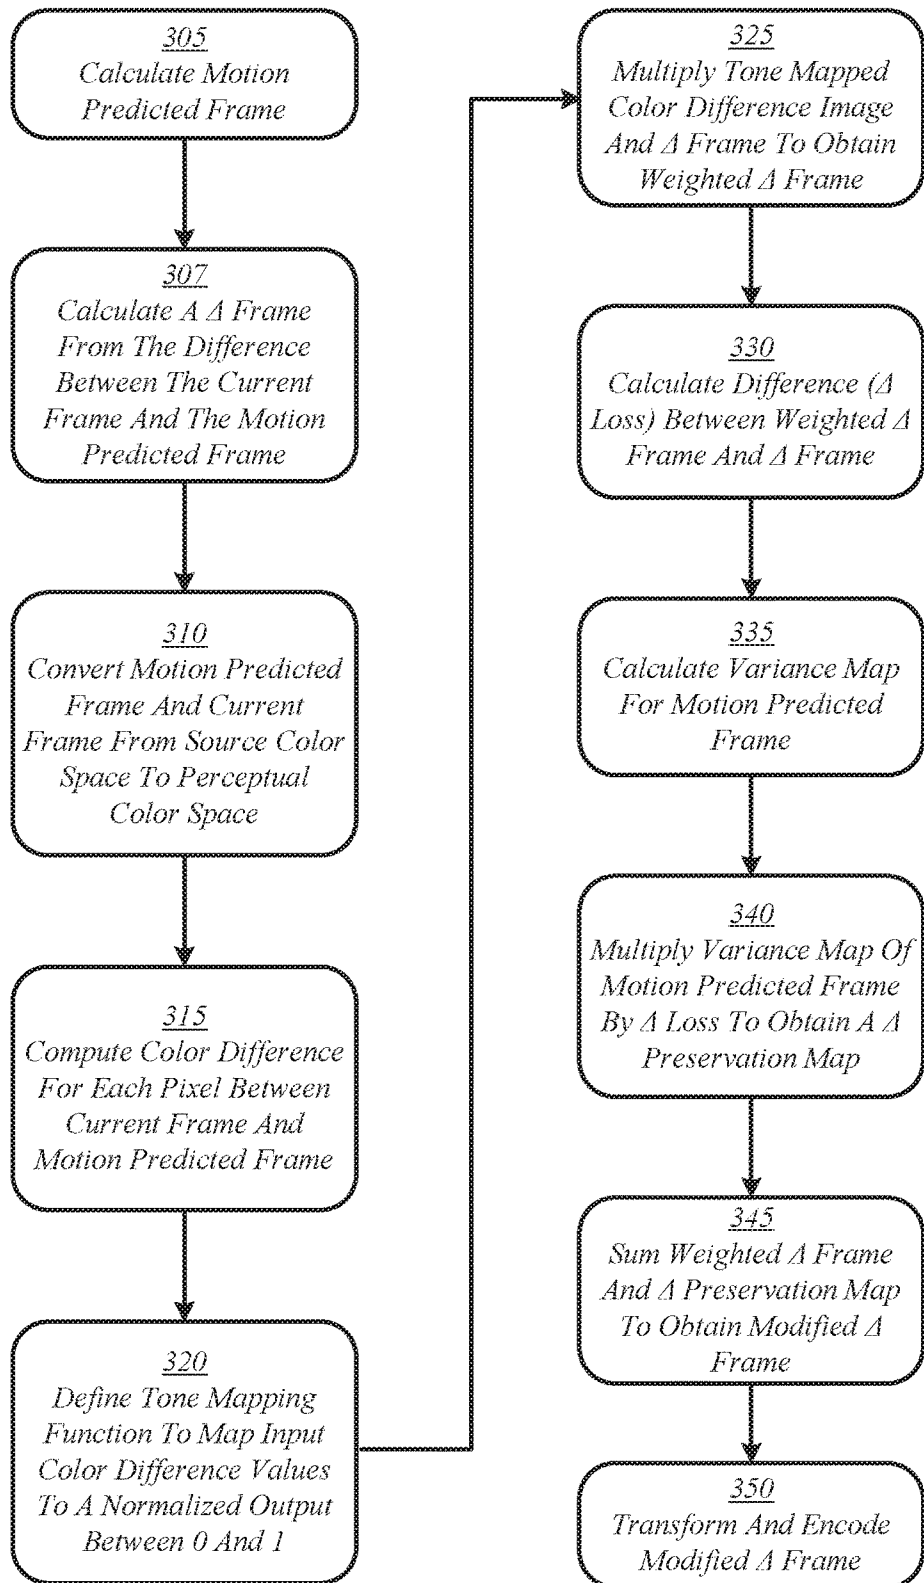 305
Calculate Motion
Predicted Frame
307
Calculate A Δ Frame
From The Difference
Between The Current
Frame And The Motion
Predicted Frame
310
Convert Motion Predicted
Frame And Current
Frame From Source Color
Space To Perceptual
Color Space
315
Compute Color Difference
For Each Pixel Between
Current Frame And
Motion Predicted Frame
320
Define Tone Mapping
Function To Map Input
Color Difference Values
To A Normalized Output
Between 0 And 1
325
Multiply Tone Mapped
Color Difference Image
And Δ Frame To Obtain
Weighted Δ Frame
330
Calculate Difference (Δ
Loss) Between Weighted Δ
Frame And Δ Frame
335
Calculate Variance Map
For Motion Predicted
Frame
340
Multiply Variance Map Of
Motion Predicted Frame
By Δ Loss To Obtain A Δ
Preservation Map
345
Sum Weighted Δ Frame
And Δ Preservation Map
To Obtain Modified Δ
Frame
350
Transform And Encode
Modified Δ Frame